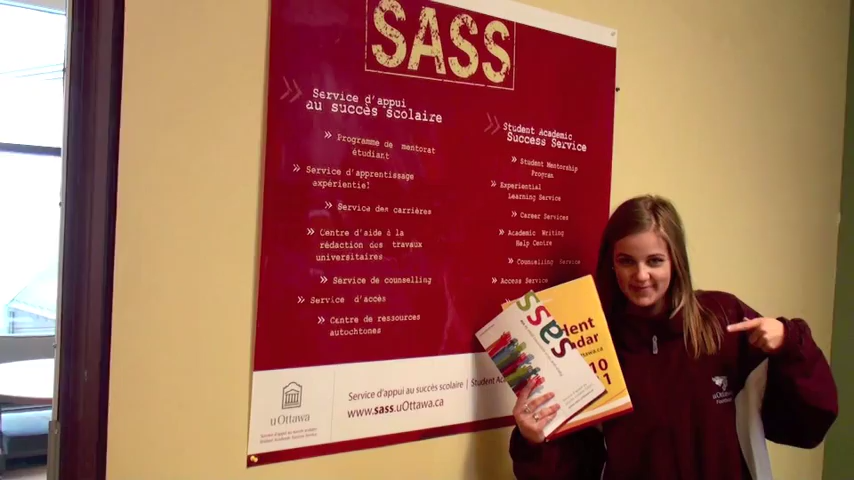 SASS
Service d'appui
au succès scolaire
Programme de mentorat
étudiant
Service d'apprentissage
expérientiel
Service des carrières
Centre d'aide à la
rédaction des travaux
universitaires
Service de counselling
Service d'accès
Centre de ressources
autochtones
Student Academic
Success Service
Student Mentorship
Program
Experiential
Learning Service
Career Services
Academic Writing
Help Centre
Counselling Service
Access Service
uOttawa
Service d'appui au succès scolaire | Student Ac
www.sass.uOttawa.ca
sass
dent
ndar
ttawa.ca
10
1
uOttawa